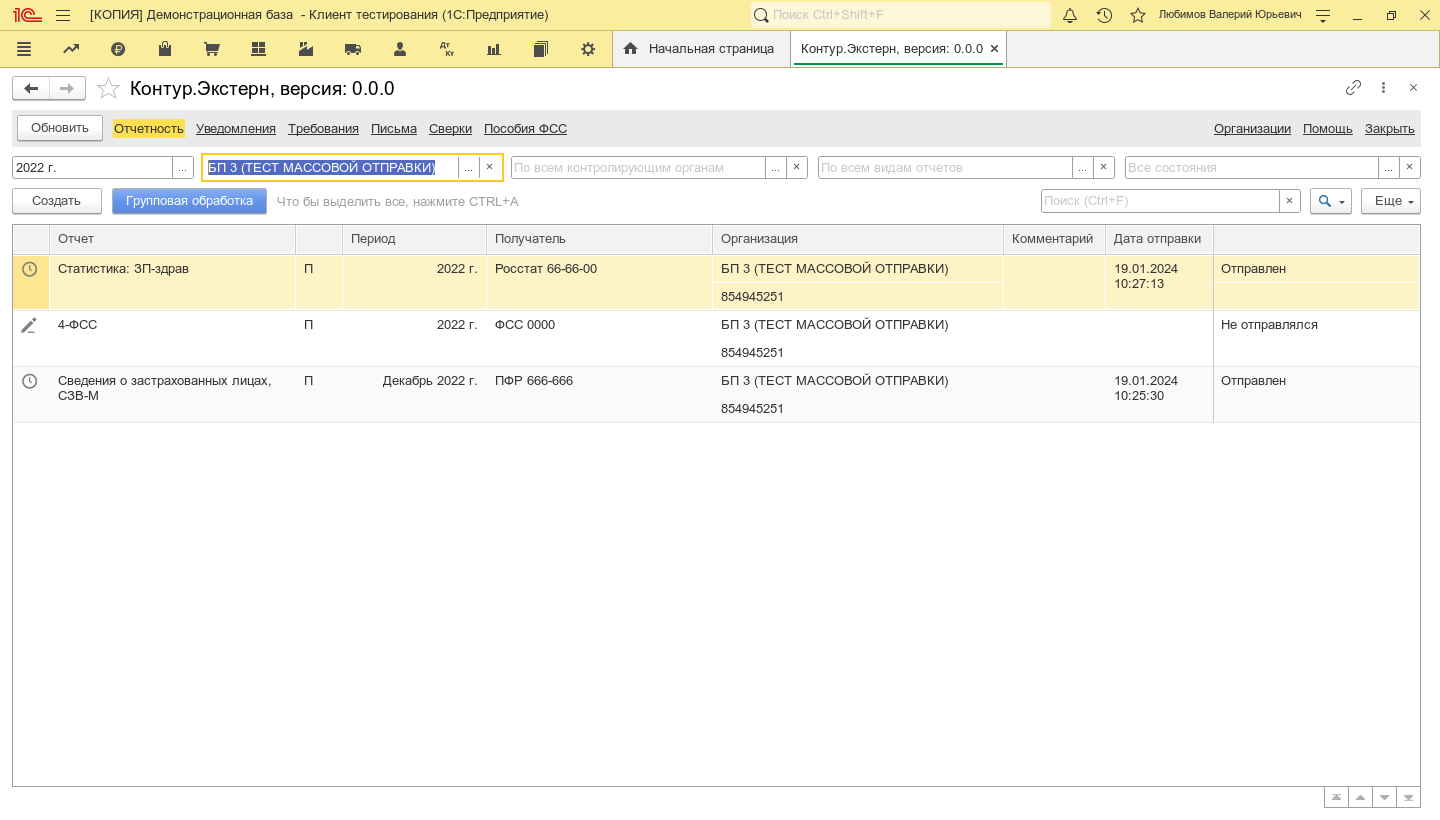 [КОПИЯ] Демонстрационная база - Клиент тестирования (1С:Предприятие)
Поиск Ctrl+Shift+F
Любимов Валерий Юрьевич
Дт Кт
Начальная страница
Контур.Экстерн, версия: 0.0.0
Контур.Экстерн, версия: 0.0.0
Обновить Отчетность Уведомления Требования Письма Сверки Пособия ФСС Организации Помощь Закрыть
2022 г. ... БП 3 (ТЕСТ МАССОВОЙ ОТПРАВКИ) ... × По всем контролирующим органам ... × По всем видам отчетов ... × Все состояния ... ×
Создать Групповая обработка Что бы выделить все, нажмите CTRL+A Поиск (Ctrl+F) × Еще
Отчет Период Получатель Организация Комментарий Дата отправки
Статистика: ЗП-здрав П 2022 г. Росстат 66-66-00 БП 3 (ТЕСТ МАССОВОЙ ОТПРАВКИ) 19.01.2024 Отправлен
10:27:13
854945251
4-ФСС П 2022 г. ФСС 0000 БП 3 (ТЕСТ МАССОВОЙ ОТПРАВКИ) Не отправлялся
854945251
Сведения о застрахованных лицах, П Декабрь 2022 г. ПФР 666-666 БП 3 (ТЕСТ МАССОВОЙ ОТПРАВКИ) 19.01.2024 Отправлен
СЗВ-М 10:25:30
854945251